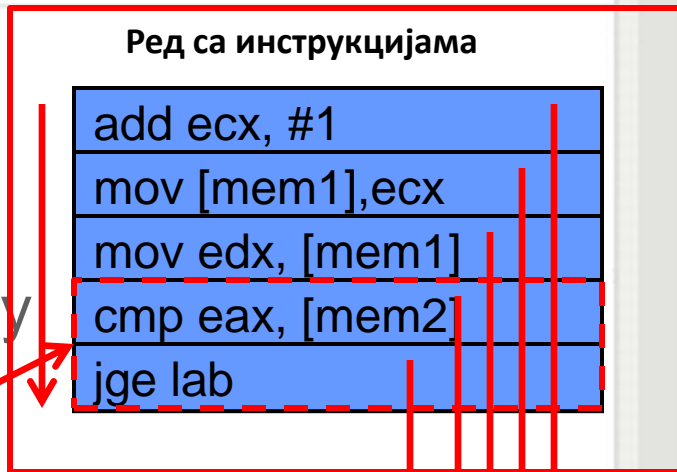 Ред са инструкцијама
add ecx, #1
mov [mem1],ecx
mov edx, [mem1]
cmp eax, [mem2]
у
jge lab